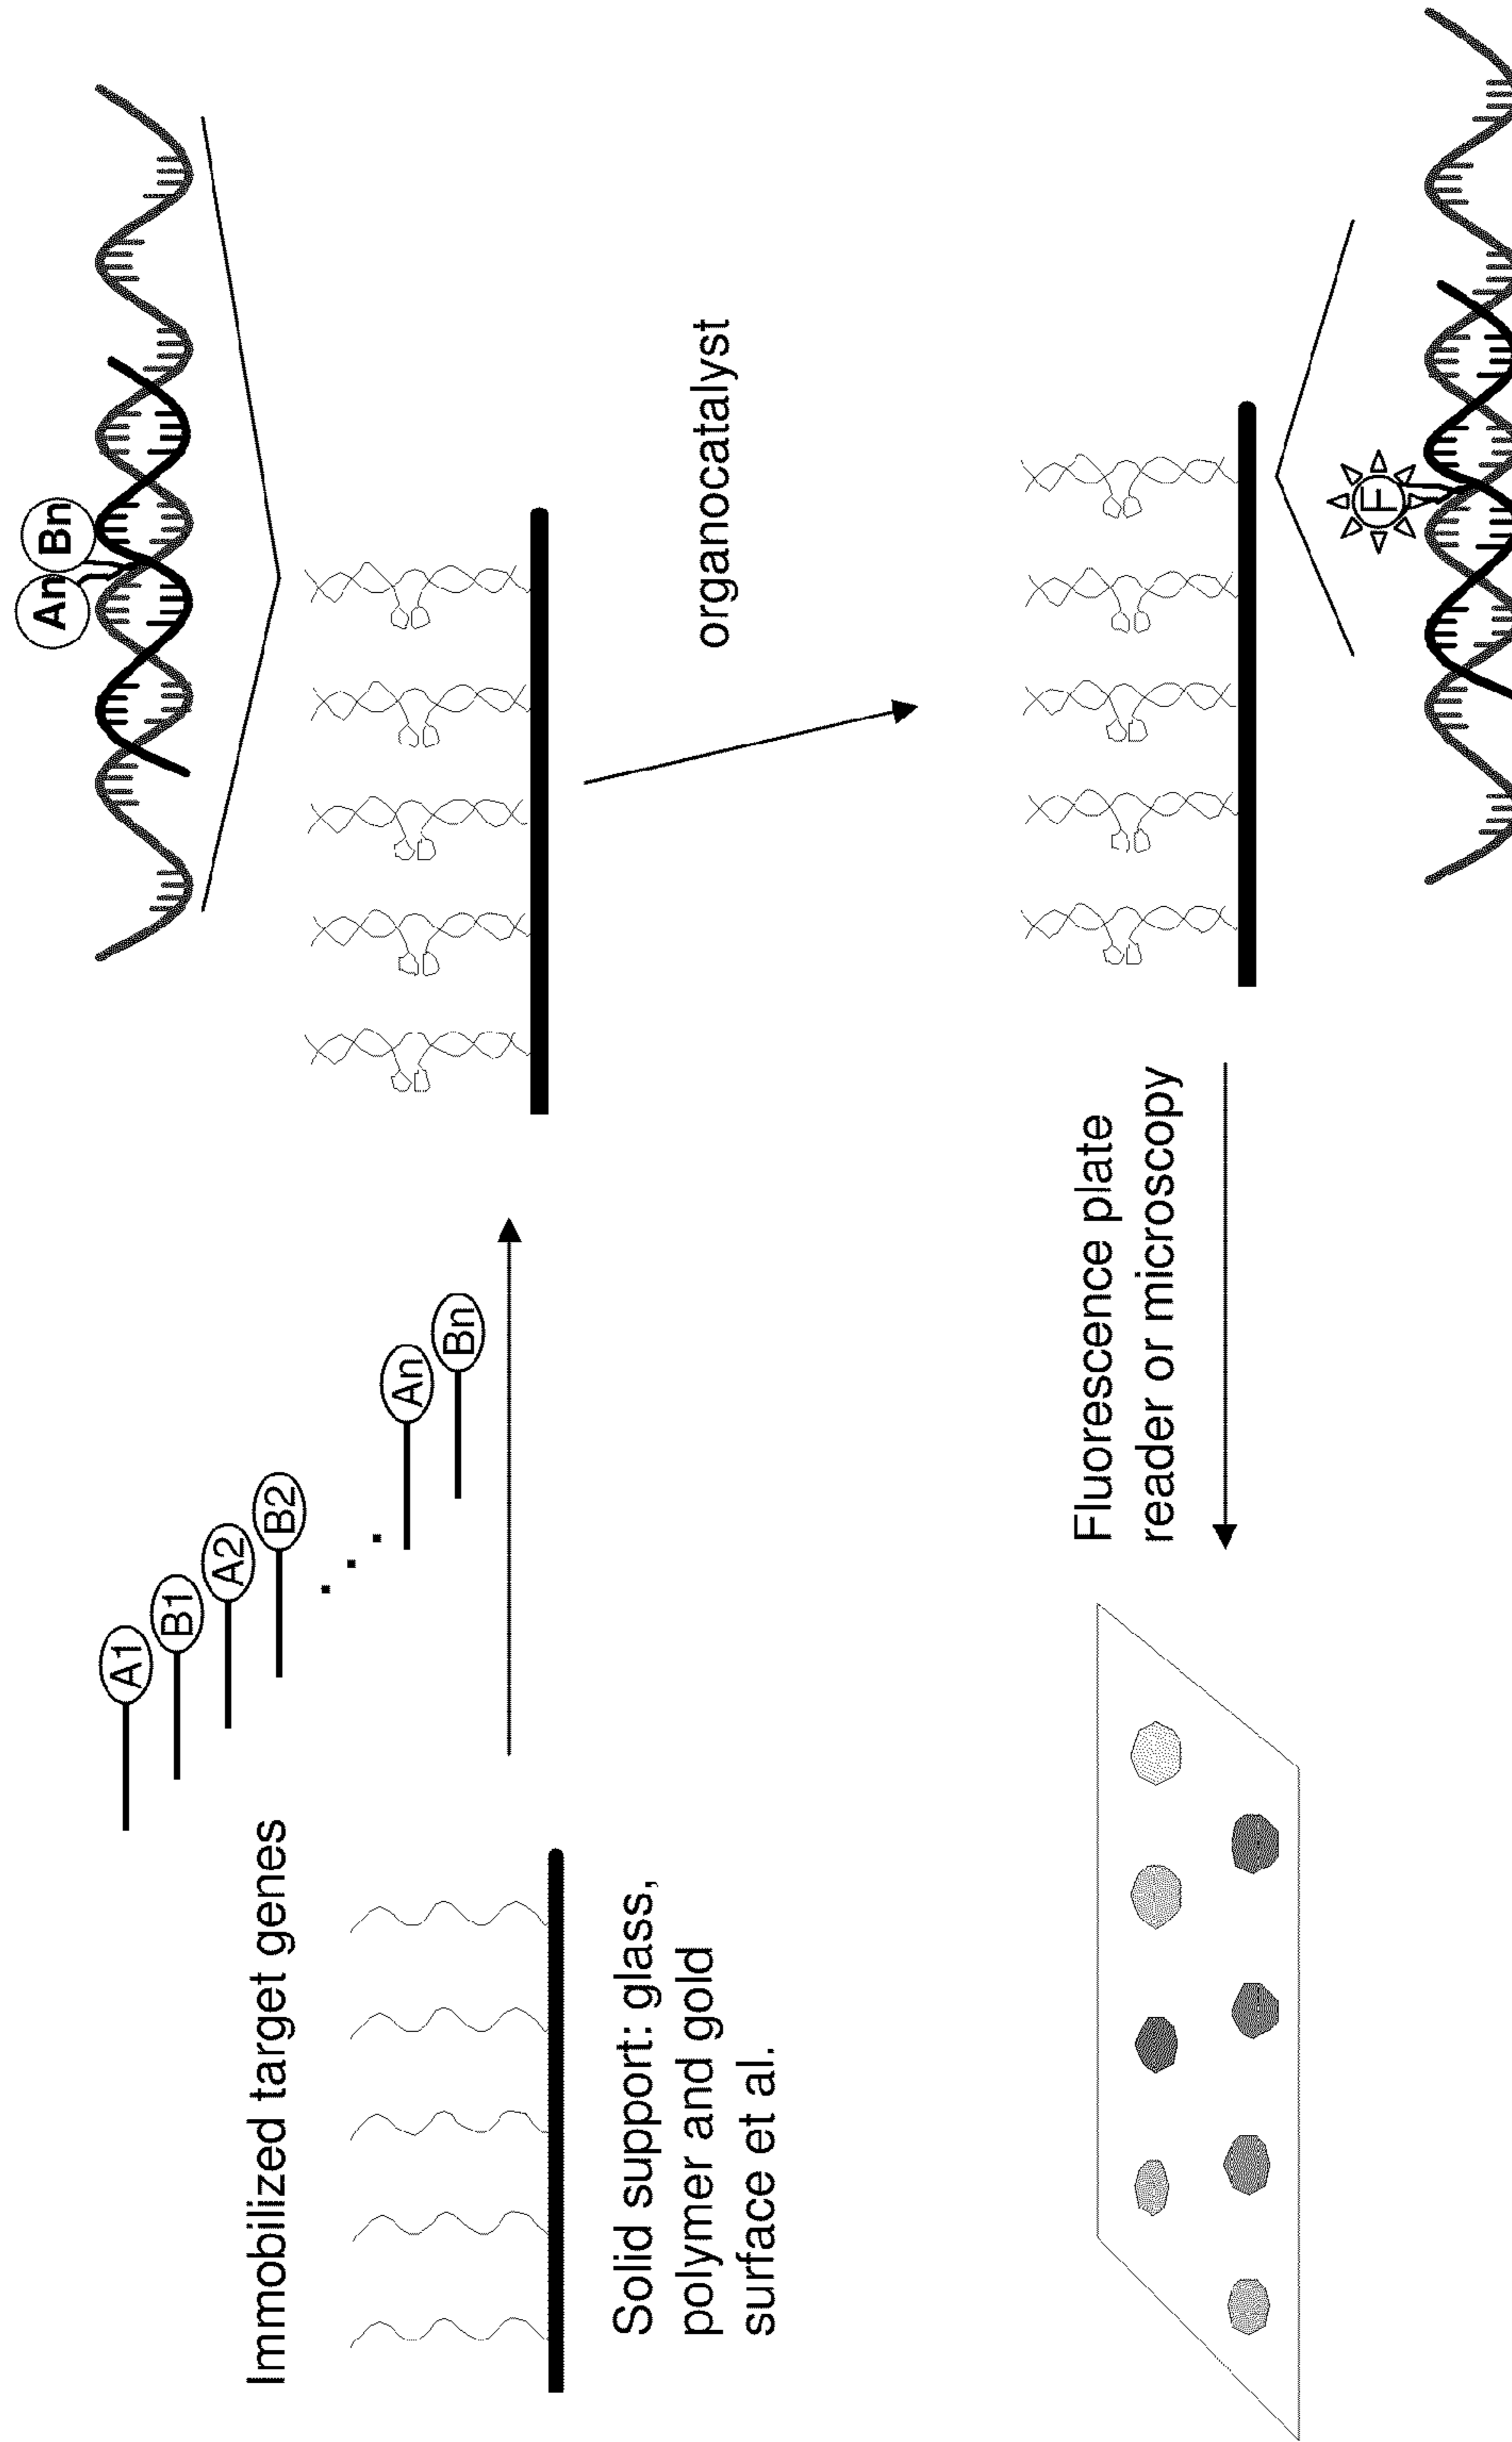 A1
B1
A2
B2
An
Bn
Immobilized target genes
Solid support: glass,
polymer and gold
surface et al.
An
Bn
organocatalyst
F
Fluorescence plate
reader or microscopy